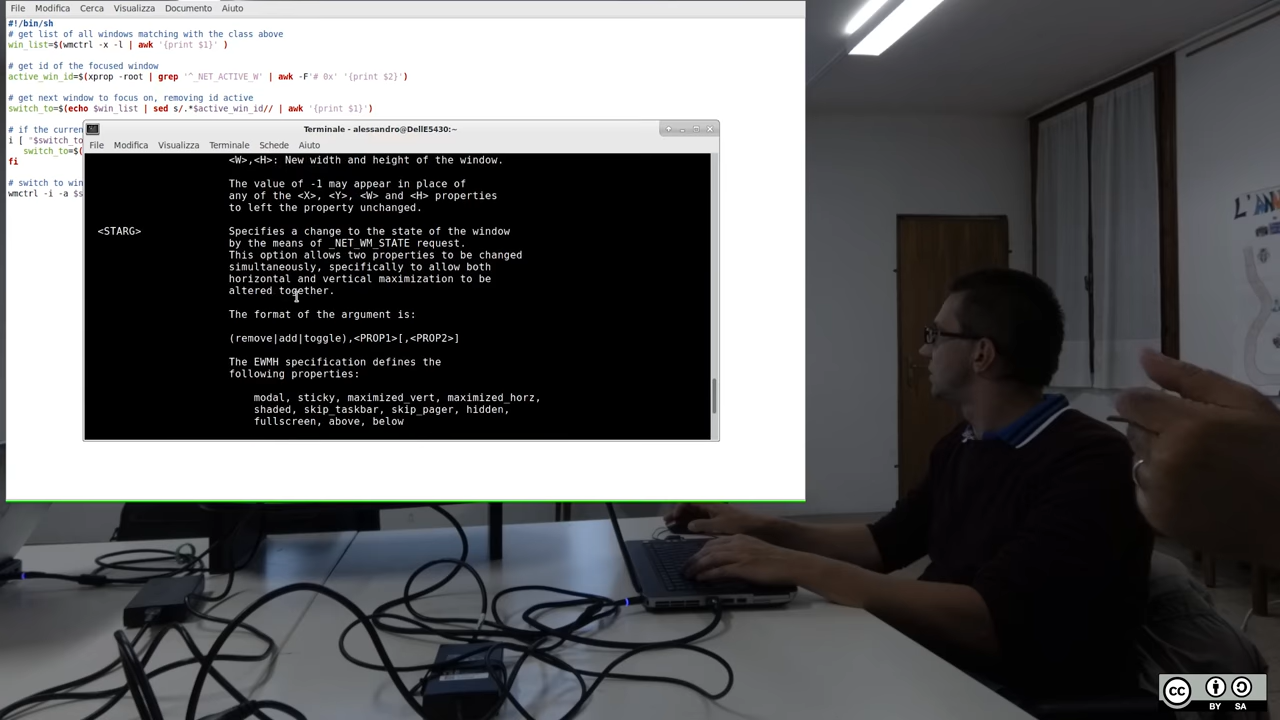 File Modifica Cerca Visualizza Documento Aiuto
#!/bin/sh
# get list of all windows matching with the class above
win_list=$(wmctrl -x -l | awk '{print $1}' )
# get id of the focused window
active_win_id=$(xprop -root | grep '^_NET_ACTIVE_W' | awk -F'# 0x' '{print $2}')
# get next window to focus on, removing id active
switch_to=$(echo $win_list | sed s/.*$active_win_id// | awk '{print $1}')
# if the curren
i [ "$switch_to
switch_to=$(
fi
# switch to win
wmctrl -i -a $s
Terminale - alessandro@DellE5430:~
File Modifica Visualizza Terminale Schede Aiuto
<W>,<H>: New width and height of the window.
The value of -1 may appear in place of
any of the <X>, <Y>, <W> and <H> properties
to left the property unchanged.
<STARG> Specifies a change to the state of the window
by the means of _NET_WM_STATE request.
This option allows two properties to be changed
simultaneously, specifically to allow both
horizontal and vertical maximization to be
altered together.
The format of the argument is:
(remove|add|toggle),<PROP1>[,<PROP2>]
The EWMH specification defines the
following properties:
modal, sticky, maximized_vert, maximized_horz,
shaded, skip_taskbar, skip_pager, hidden,
fullscreen, above, below
L'AN
cc
BY SA